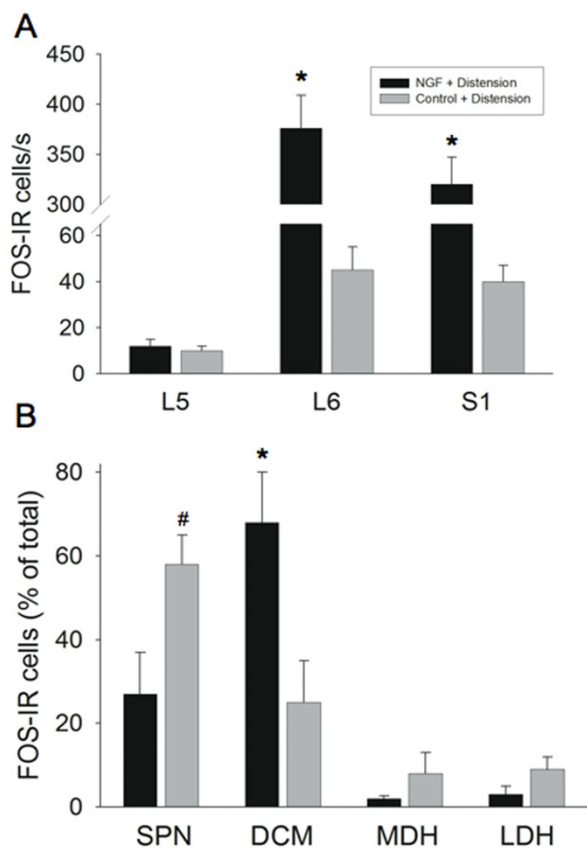 A
FOS-IR cells/s
450
400
350
300
60
40
20
0
*
*
NGF + Distension
Control + Distension
L5 L6 S1
B
FOS-IR cells (% of total)
80
60
40
20
0
#
*
SPN DCM MDH LDH